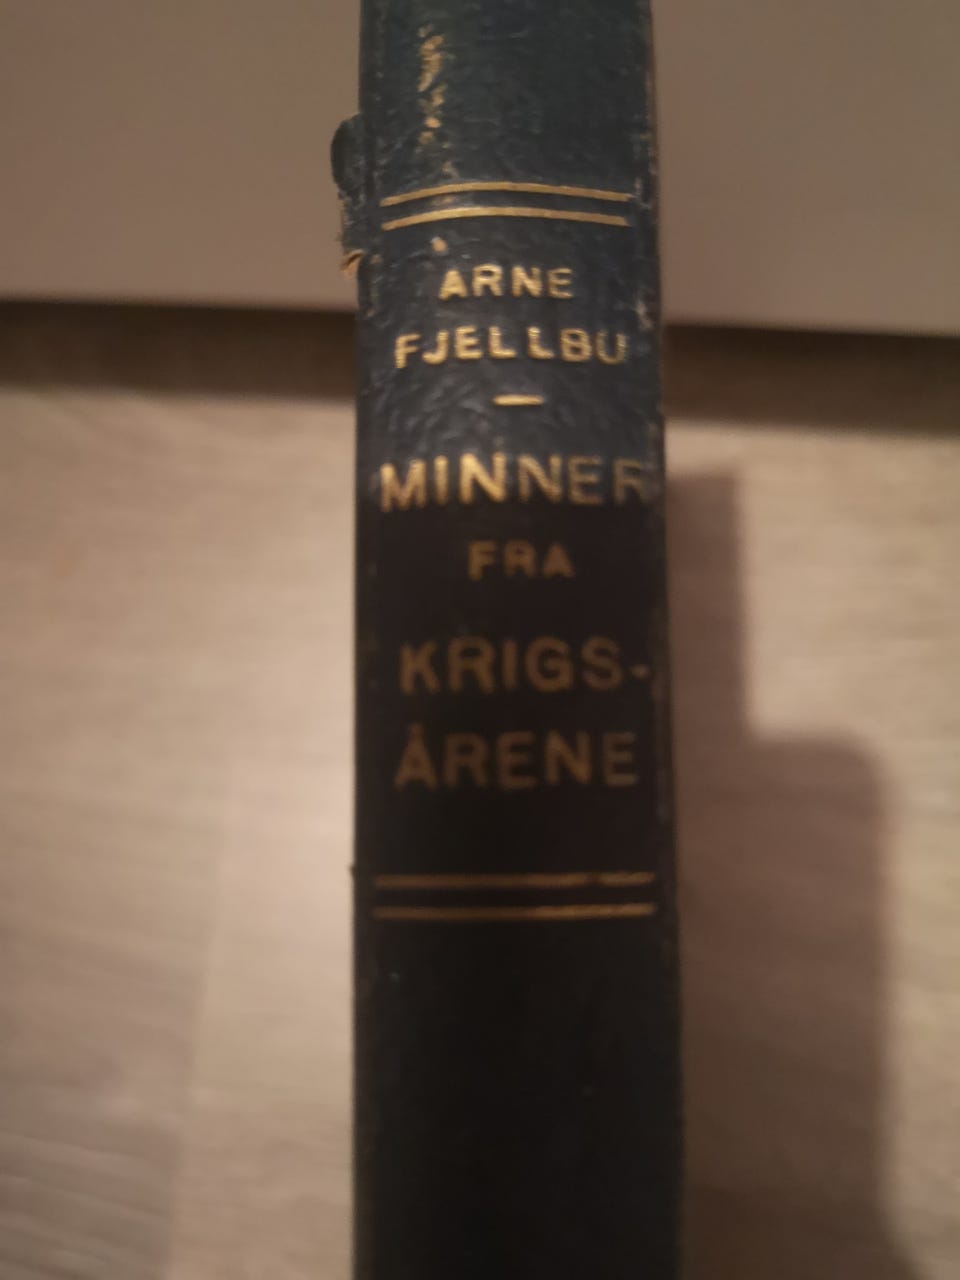 ARNE
FJELLBU
—
MINNER
FRA
KRIGS-
ÅRENE